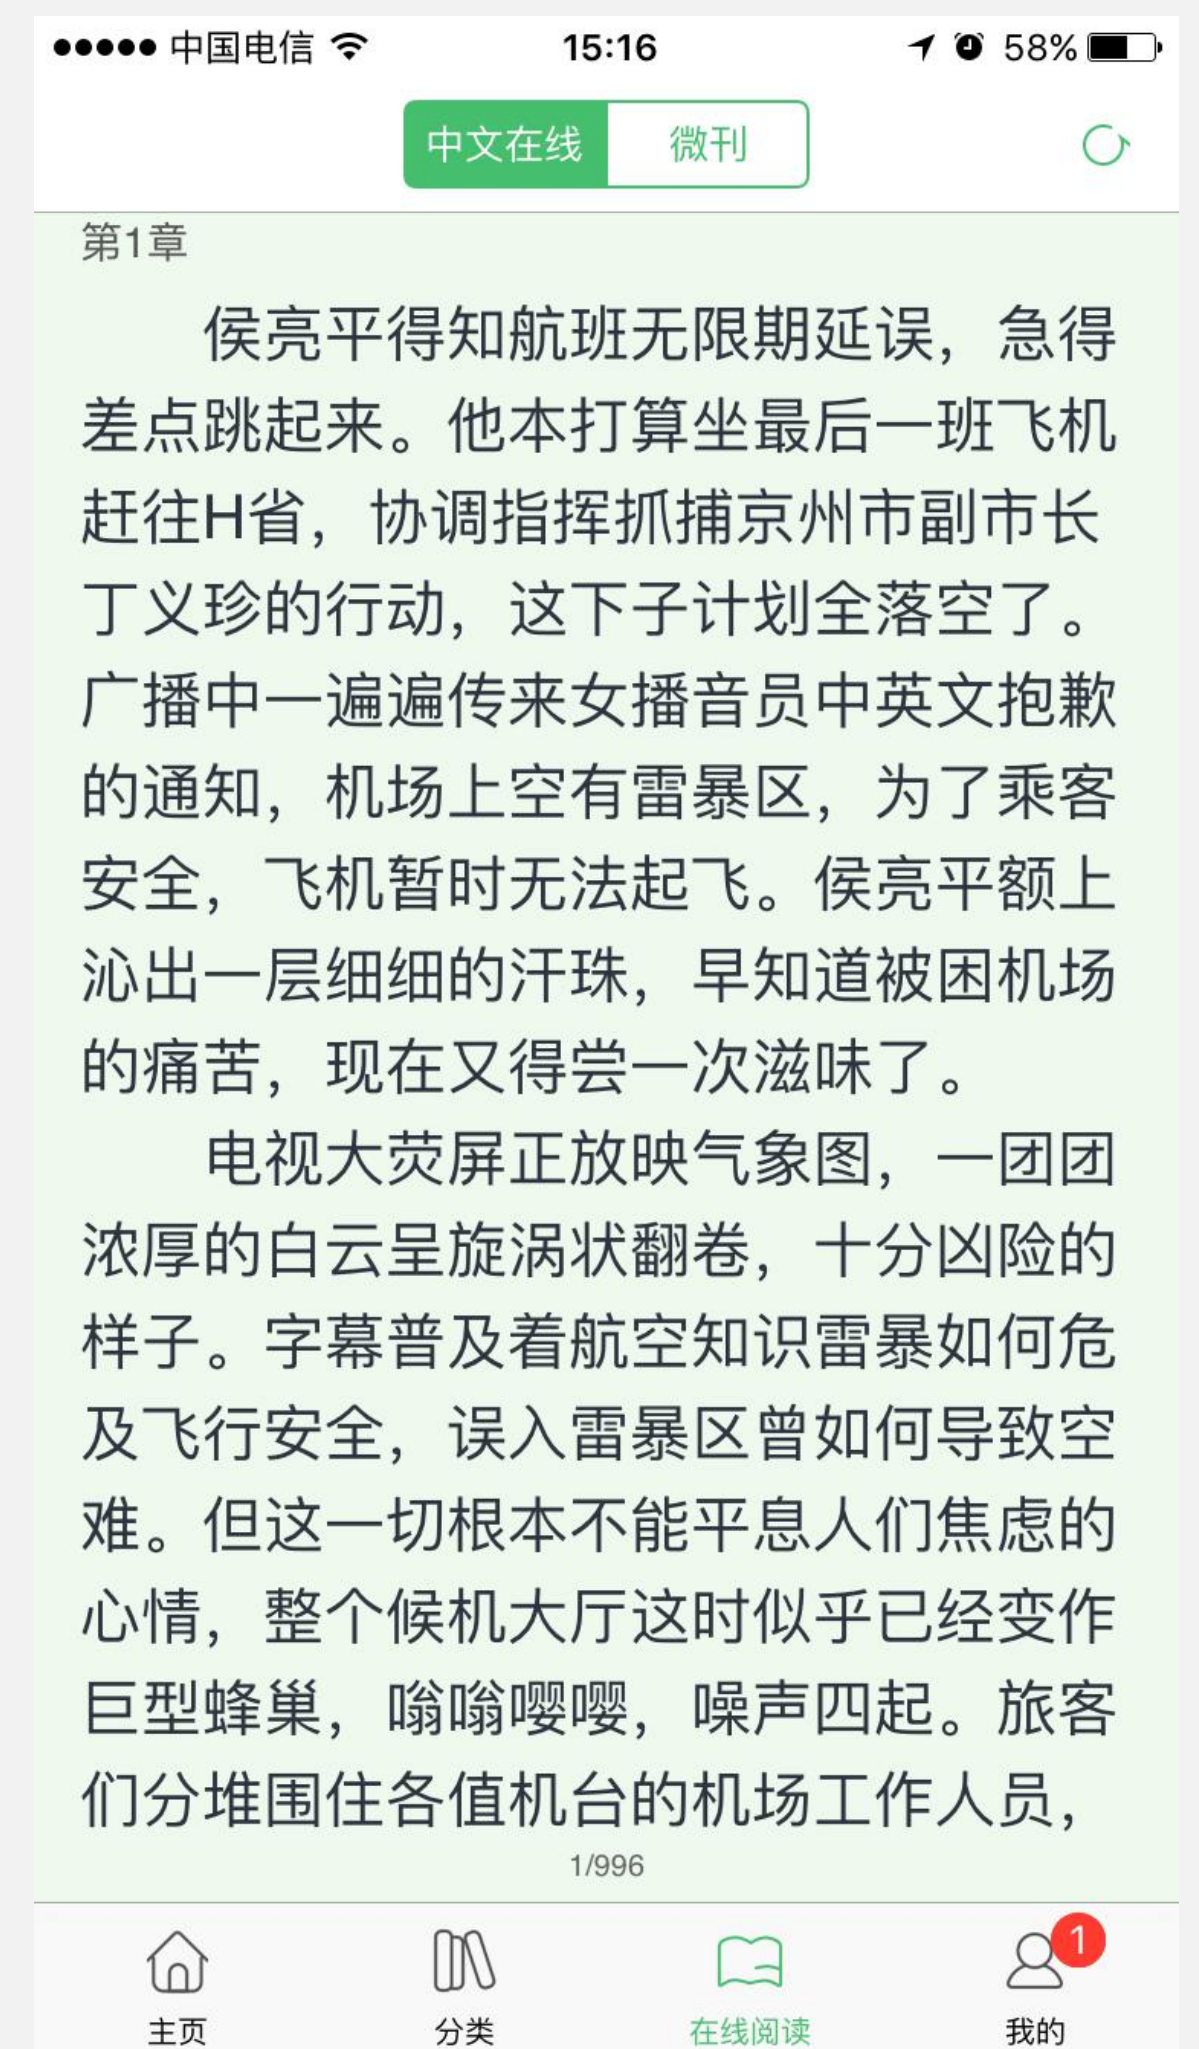 中国电信 15:16 58%
中文在线 微刊
第1章
侯亮平得知航班无限期延误，急得
差点跳起来。他本打算坐最后一班飞机
赶往H省，协调指挥抓捕京州市副市长
丁义珍的行动，这下子计划全落空了。
广播中一遍遍传来女播音员中英文抱歉
的通知，机场上空有雷暴区，为了乘客
安全，飞机暂时无法起飞。侯亮平额上
沁出一层细细的汗珠，早知道被困机场
的痛苦，现在又得尝一次滋味了。
电视大荧屏正放映气象图，一团团
浓厚的白云呈旋涡状翻卷，十分凶险的
样子。字幕普及着航空知识雷暴如何危
及飞行安全，误入雷暴区曾如何导致空
难。但这一切根本不能平息人们焦虑的
心情，整个候机大厅这时似乎已经变作
巨型蜂巢，嗡嗡嘤嘤，噪声四起。旅客
们分堆围住各值机台的机场工作人员，
1/996
1
主页 分类 在线阅读 我的